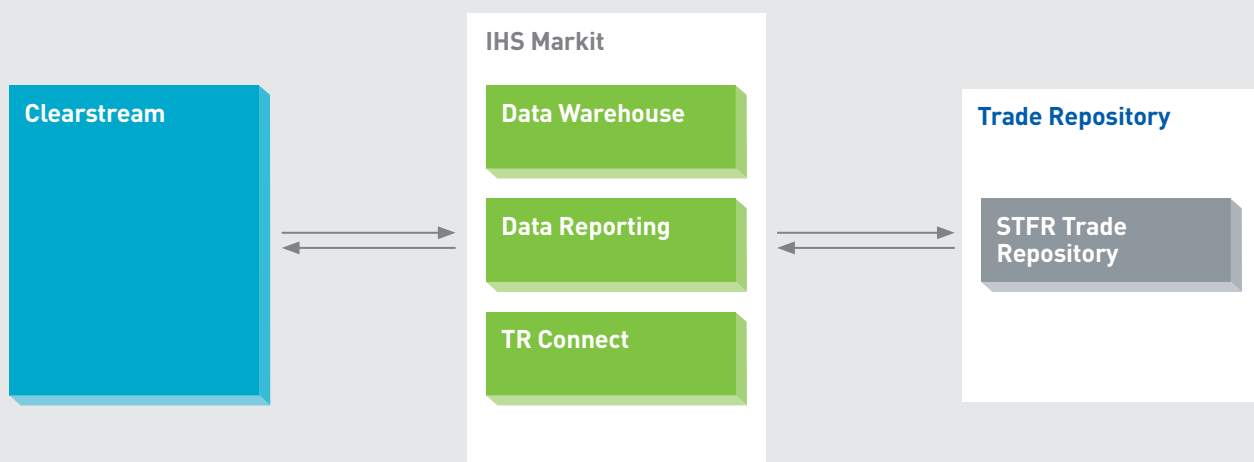 IHS Markit
Clearstream
Data Warehouse
Trade Repository
Data Reporting
STFR Trade
Repository
TR Connect